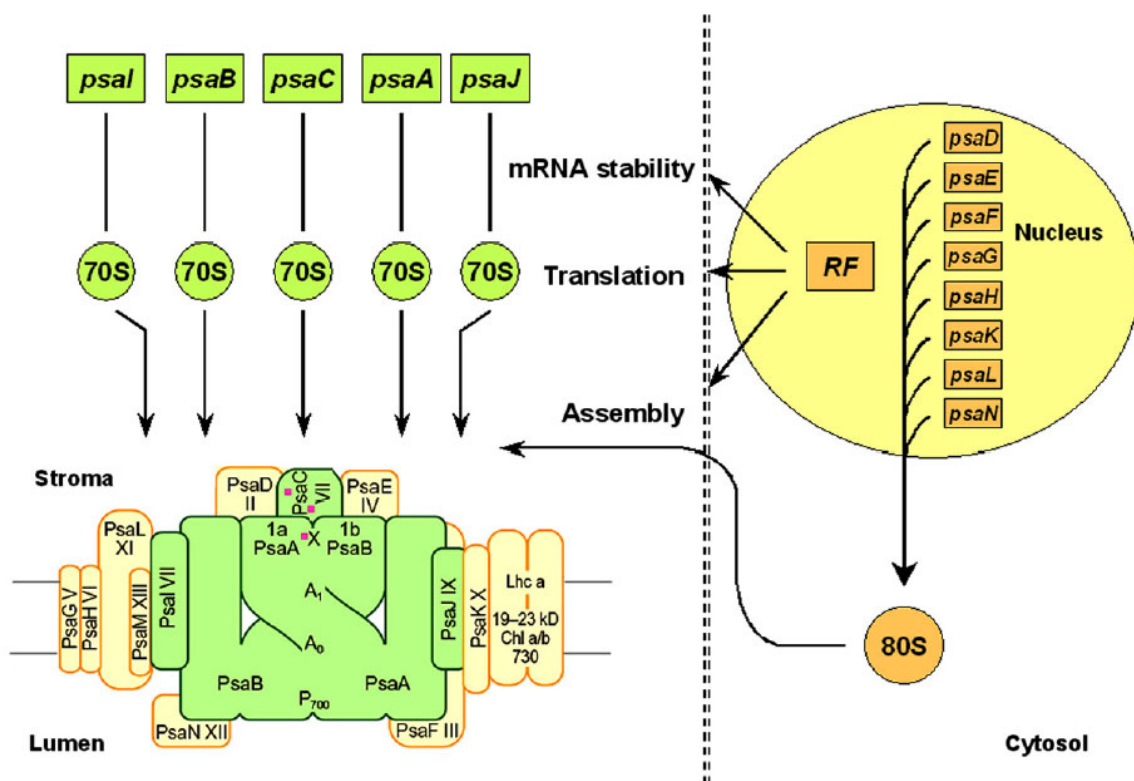 psaI
psaB
psaC
psaA
psaJ
mRNA stability
70S
70S
70S
70S
70S
Translation
Assembly
psaD
psaE
psaF
psaG
psaH
psaK
psaL
psaN
Nucleus
RF
80S
Cytosol
Stroma
PsaD
II
PsaC
VII
PsaE
IV
PsaL
XI
1a
PsaA
X
1b
PsaB
PsaG V
PsaH VI
PsaM XIII
PsaI VII
A1
A0
PsaB
PsaA
P700
PsaJ IX
PsaK X
Lhc a
19–23 kD
Chl a/b
730
PsaN XII
PsaF III
Lumen